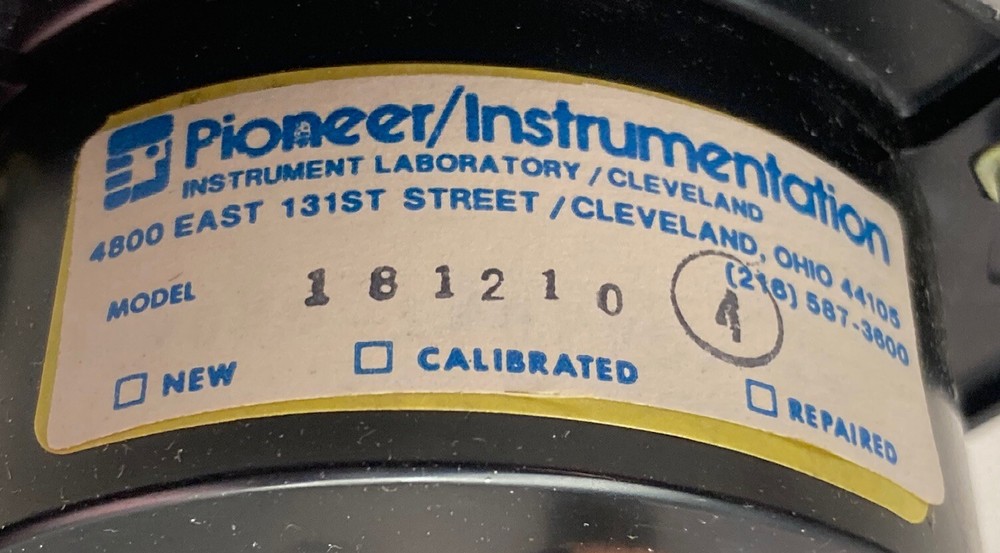 Pioneer/Instrumentation
INSTRUMENT LABORATORY / CLEVELAND
4800 EAST 131ST STREET / CLEVELAND, OHIO 44105
(216) 587-3600
MODEL 181210 4
NEW CALIBRATED REPAIRED